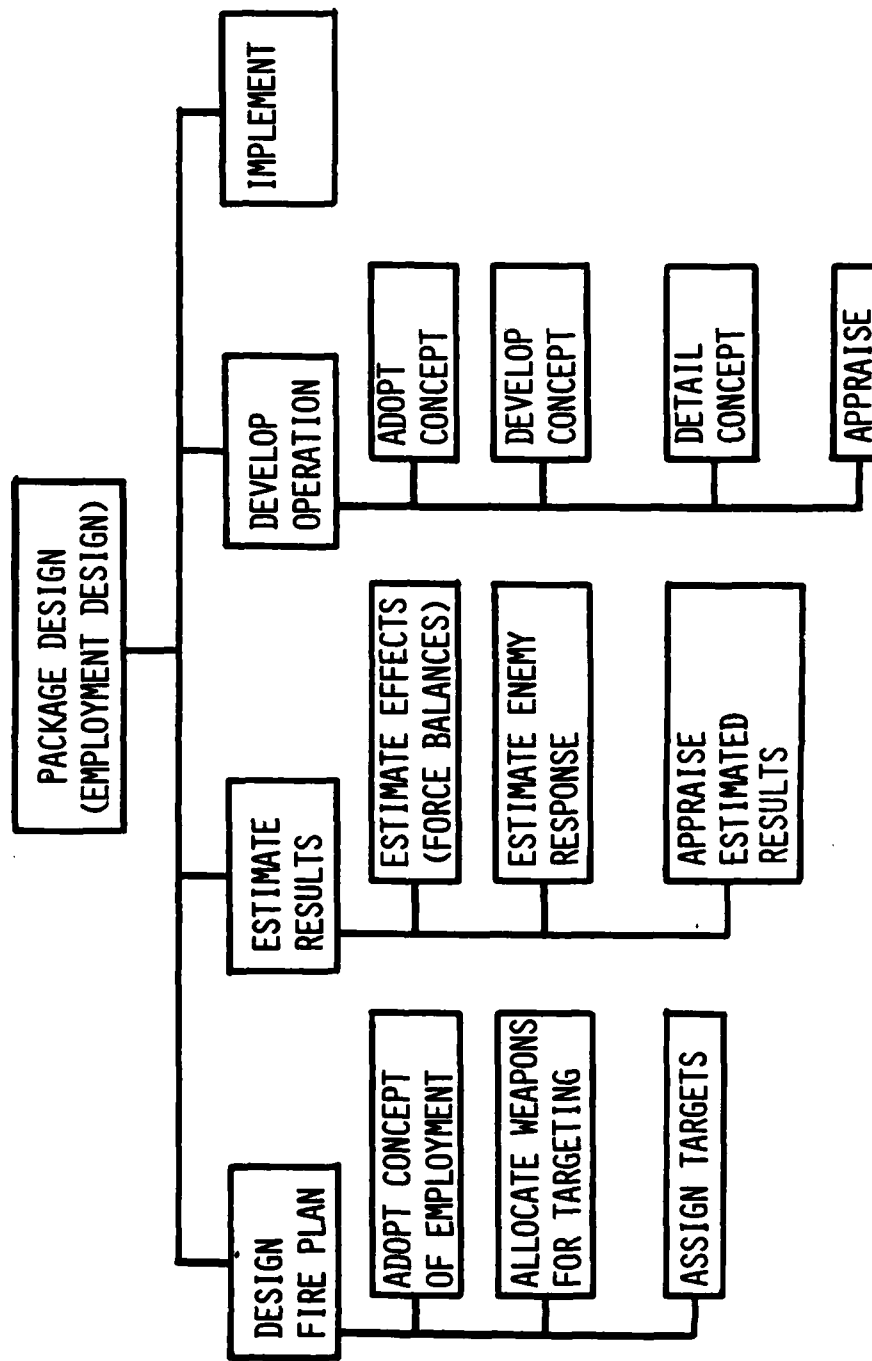 PACKAGE DESIGN
(EMPLOYMENT DESIGN)
DESIGN
FIRE PLAN
ADOPT CONCEPT
OF EMPLOYMENT
ALLOCATE WEAPONS
FOR TARGETING
ASSIGN TARGETS
ESTIMATE
RESULTS
ESTIMATE EFFECTS
(FORCE BALANCES)
ESTIMATE ENEMY
RESPONSE
APPRAISE
ESTIMATED
RESULTS
DEVELOP
OPERATION
ADOPT
CONCEPT
DEVELOP
CONCEPT
DETAIL
CONCEPT
APPRAISE
IMPLEMENT